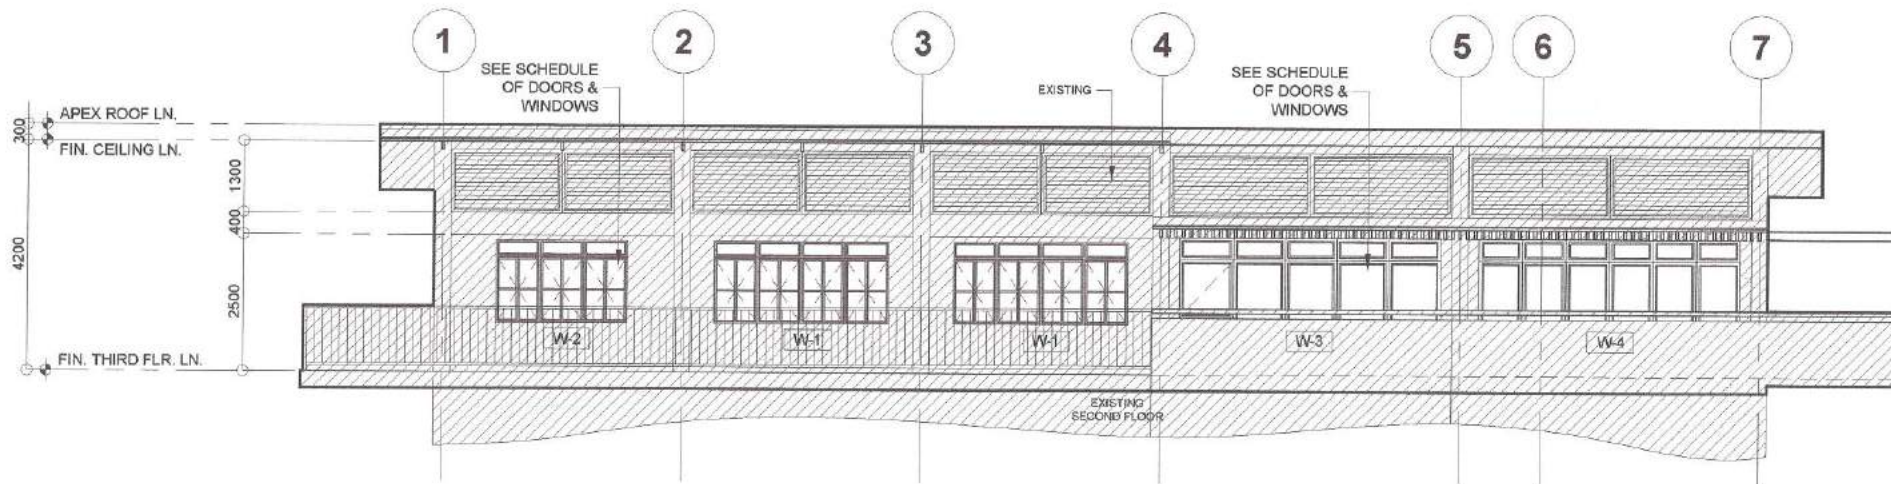 1
2
3
4
5
6
7
SEE SCHEDULE
OF DOORS &
WINDOWS
EXISTING
SEE SCHEDULE
OF DOORS &
WINDOWS
APEX ROOF LN.
300
FIN. CEILING LN.
1300
400
4200
2500
W-2
W-1
W-1
W-3
W-4
FIN. THIRD FLR. LN.
EXISTING
SECOND FLOOR